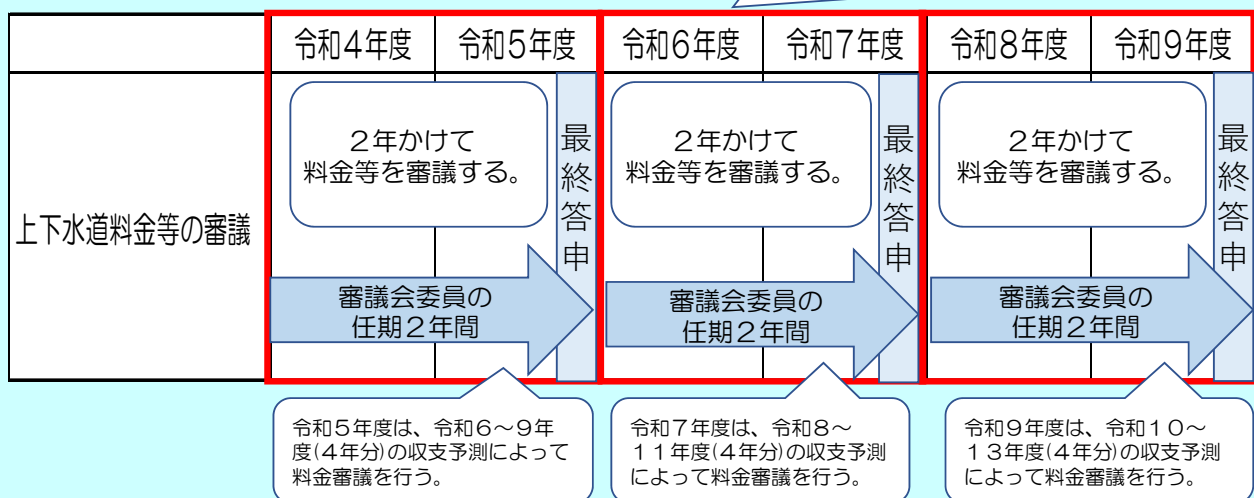 令和4年度
令和5年度
令和6年度
令和7年度
令和8年度
令和9年度
上下水道料金等の審議
２年かけて
料金等を審議する。
最終答申
審議会委員の
任期２年間
２年かけて
料金等を審議する。
最終答申
審議会委員の
任期２年間
２年かけて
料金等を審議する。
最終答申
審議会委員の
任期２年間
令和５年度は、令和６～９年
度(４年分)の収支予測によって
料金審議を行う。
令和７年度は、令和８～
１１年度(４年分)の収支予測
によって料金審議を行う。
令和９年度は、令和１０～
１３年度(４年分)の収支予測
によって料金審議を行う。